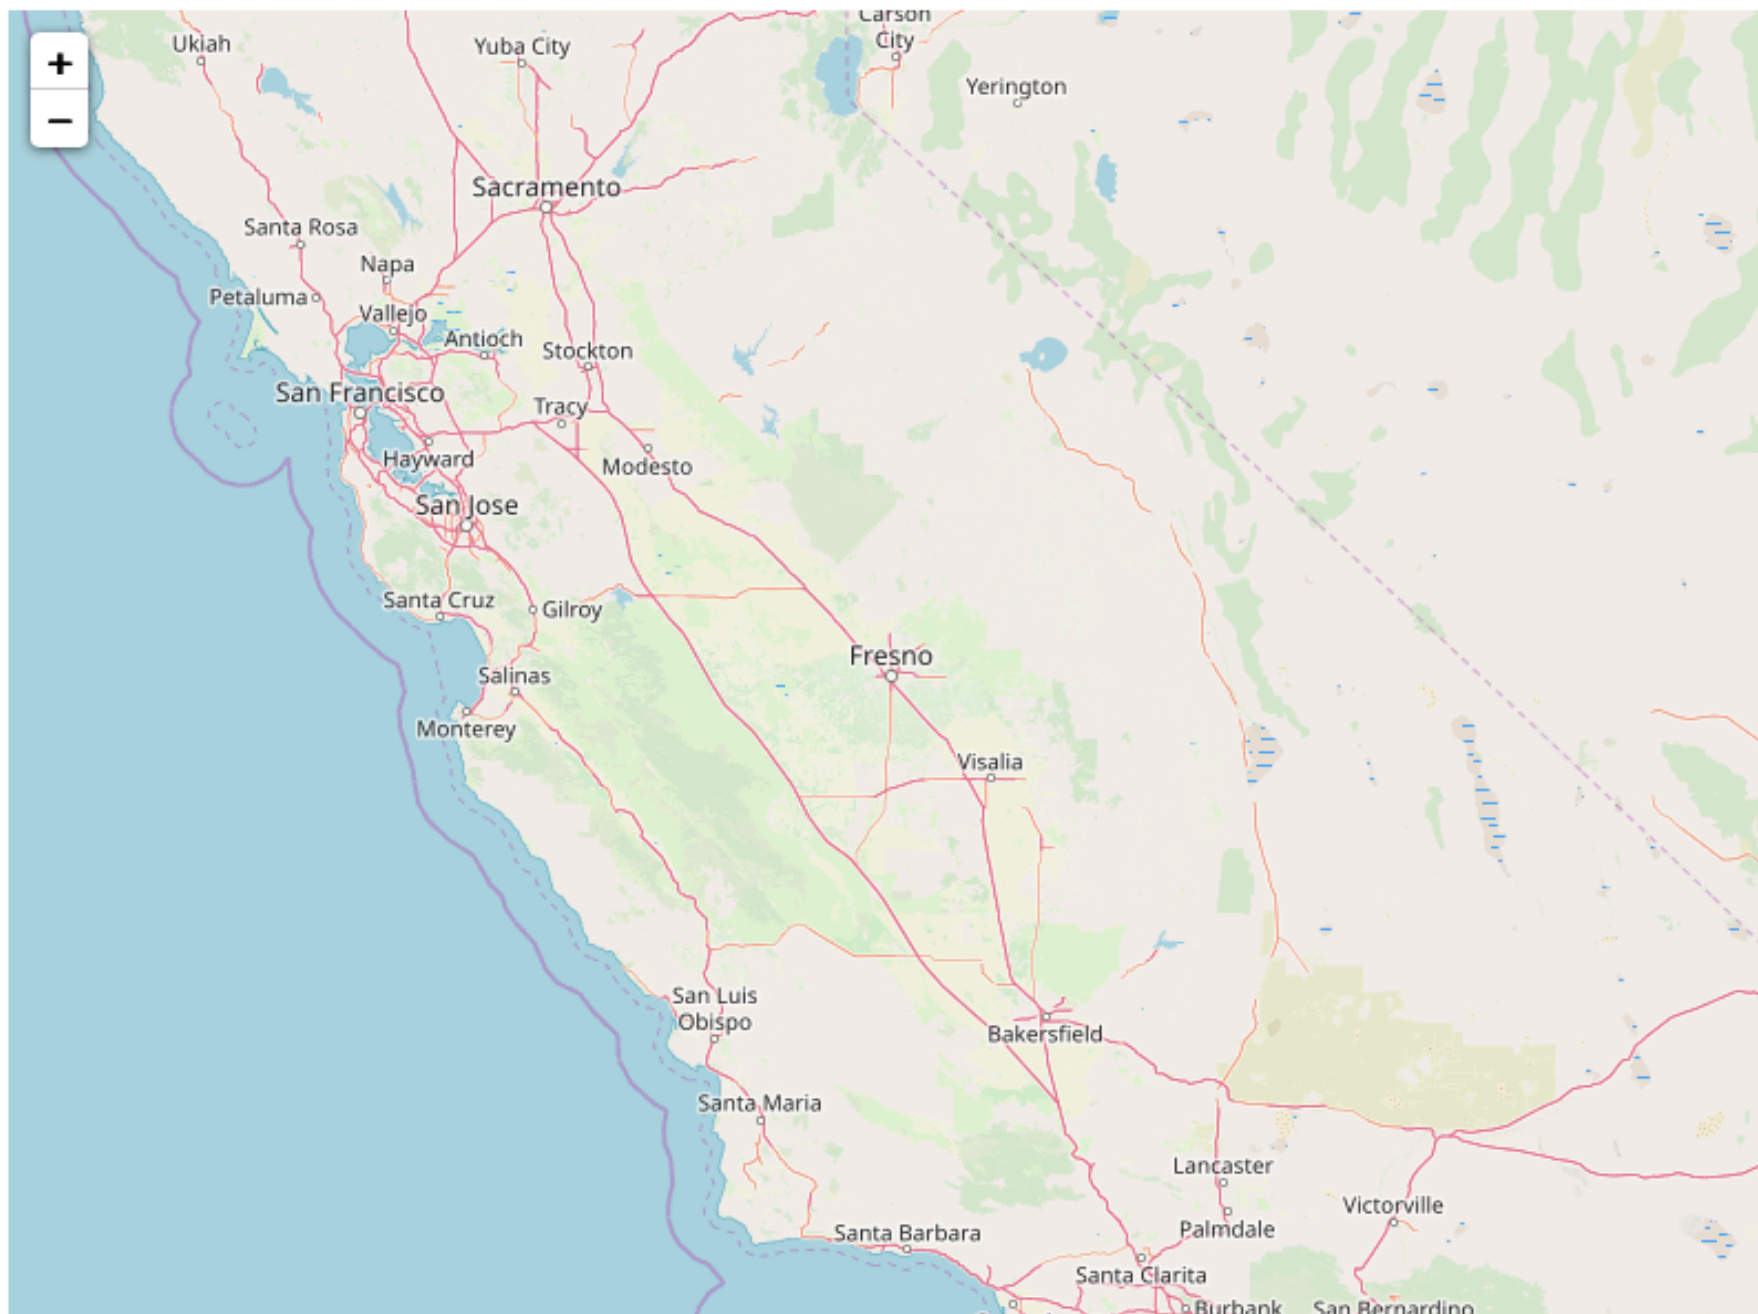 Carson
City
Ukiah
Yuba City
+
Yerington
−
Sacramento
Santa Rosa
Napa
Petaluma
Vallejo
Antioch
Stockton
San Francisco
Tracy
Hayward
Modesto
San Jose
Santa Cruz
Gilroy
Fresno
Salinas
Monterey
Visalia
San Luis
Obispo
Bakersfield
Santa Maria
Lancaster
Victorville
Palmdale
Santa Barbara
Santa Clarita
Burbank
San Bernardino